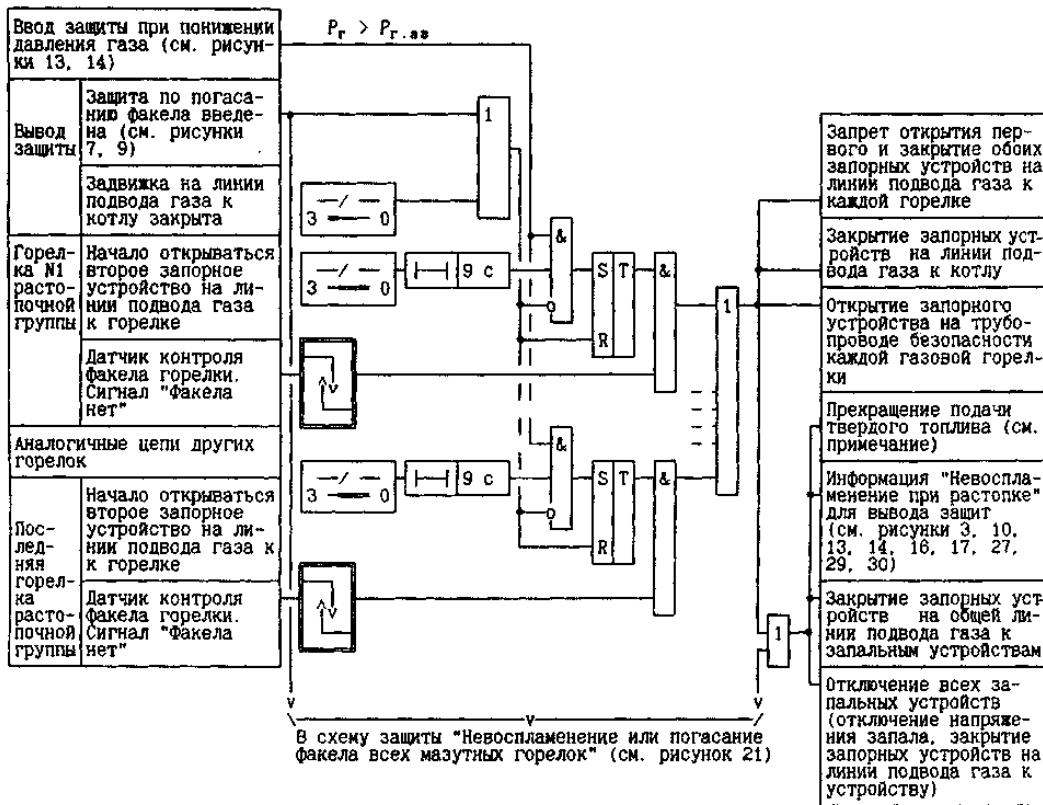 Ввод защиты при понижении
давления газа (см. рисун-
ки 13, 14)
Pг > Pг.ав
Вывод
защиты
Защита по погаса-
нию факела введе-
на (см. рисунки
7, 9)
Задвижка на линии
подвода газа к
котлу закрыта
Горел-
ка N1
расто-
почной
группы
Начало открываться
второе запорное
устройство на ли-
нии подвода газа
к горелке
Датчик контроля
факела горелки.
Сигнал "Факела
нет"
Аналогичные цепи других
горелок
Пос-
лед-
няя
горел-
ка
расто-
почной
группы
Начало открываться
второе запорное
устройство на ли-
нии подвода газа к
к горелке
Датчик контроля
факела горелки.
Сигнал "Факела
нет"
1
З О
З О
9 с
&
S T
R
&
1
З О
9 с
&
S T
R
&
1
В схему защиты "Невоспламенение или погасание
факела всех мазутных горелок" (см. рисунок 21)
Запрет открытия пер-
вого и закрытие обоих
запорных устройств на
линии подвода газа к
каждой горелке
Закрытие запорных уст-
ройств на линии под-
вода газа к котлу
Открытие запорного
устройства на трубо-
проводе безопасности
каждой газовой горел-
ки
Прекращение подачи
твердого топлива (см.
примечание)
Информация "Невоспла-
менение при растопке"
для вывода защит
(см. рисунки 3, 10,
13, 14, 16, 17, 27,
29, 30)
Закрытие запорных уст-
ройств на общей ли-
нии подвода газа к
запальным устройствам
Отключение всех за-
пальных устройств
(отключение напряже-
ния запала, закрытие
запорных устройств на
линии подвода газа к
устройству)